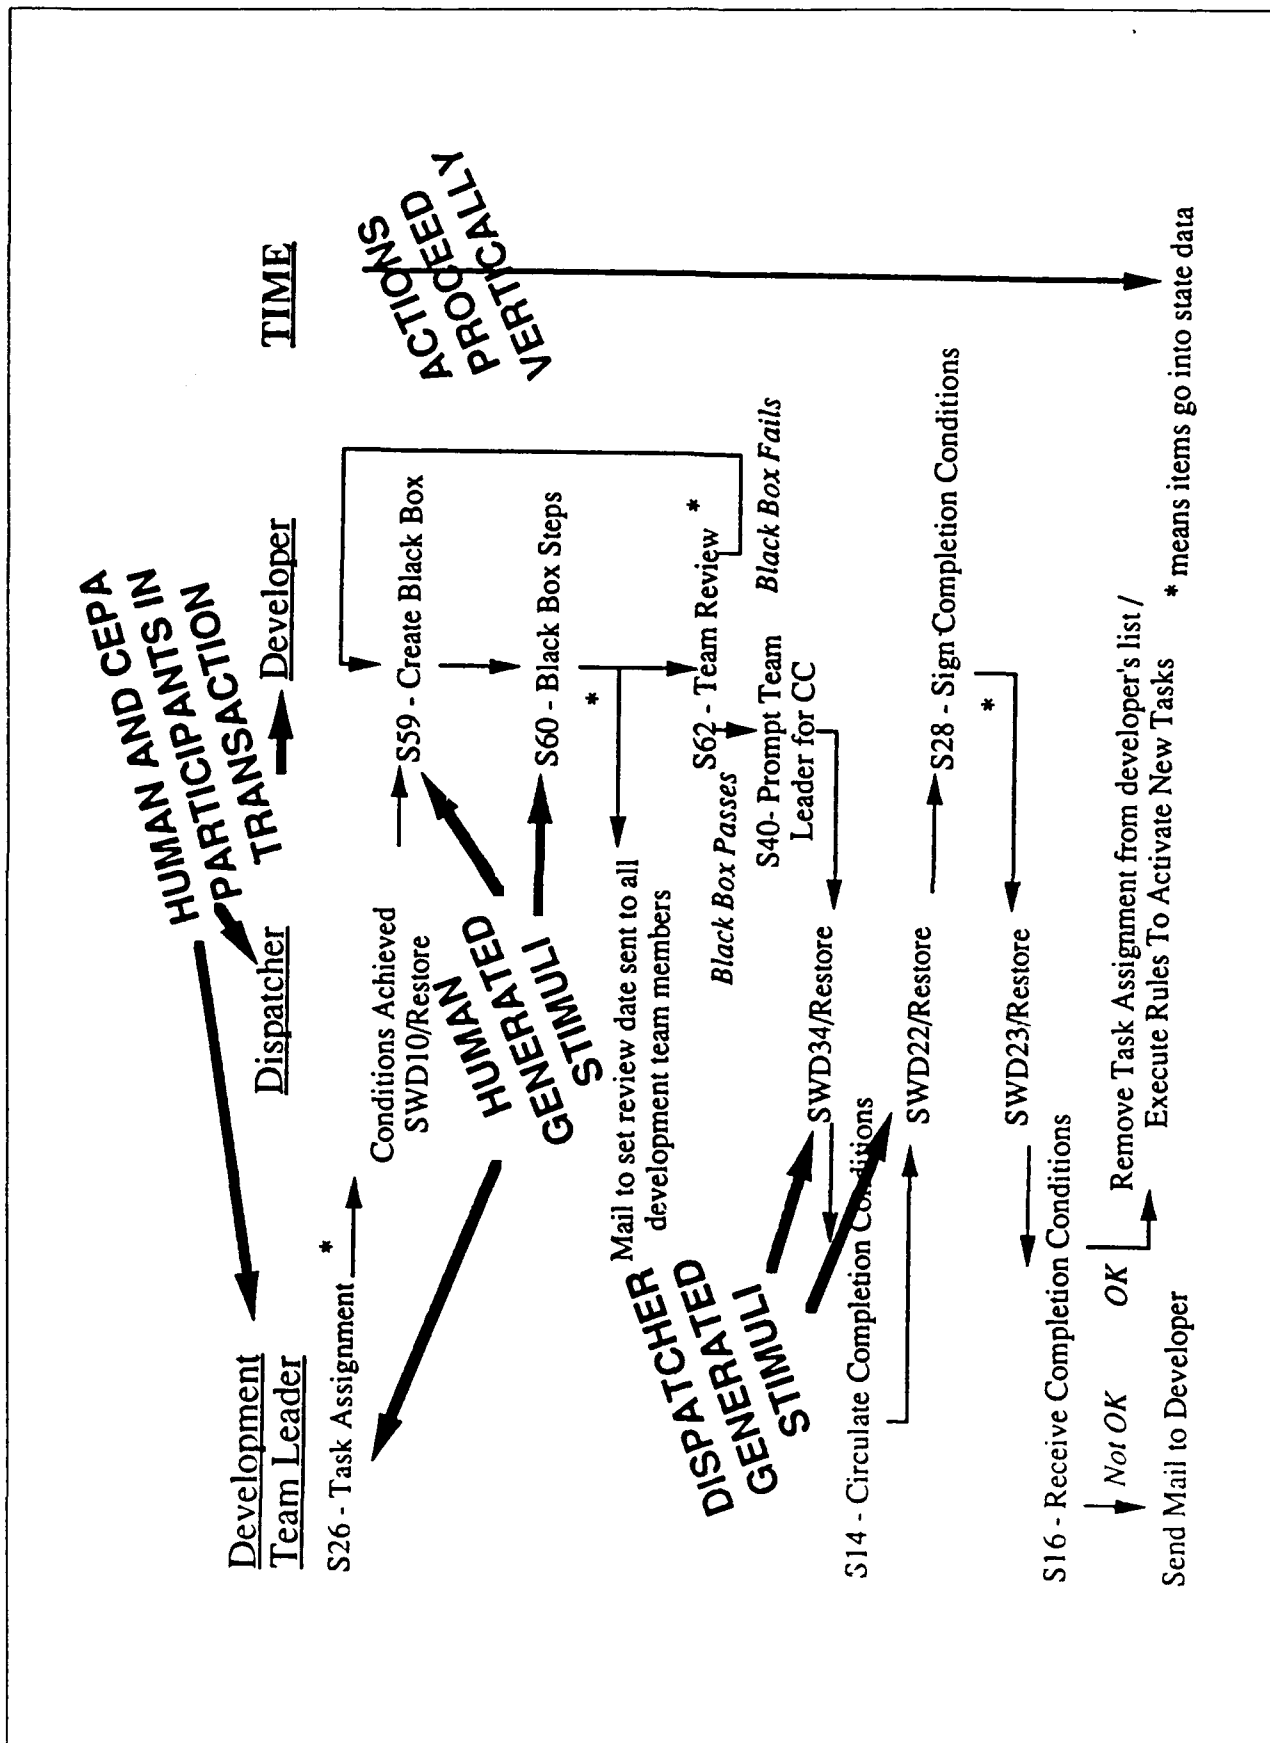 HUMAN AND CEPA
PARTICIPANTS IN
TRANSACTION
Development
Team Leader
Dispatcher
Developer
TIME
ACTIONS
PROCEED
VERTICALLY
S26 - Task Assignment
*
Conditions Achieved
SWD10/Restore
S59 - Create Black Box
HUMAN
GENERATED
STIMULI
S60 - Black Box Steps
*
Mail to set review date sent to all
development team members
S62 - Team Review *
Black Box Passes
Black Box Fails
S40- Prompt Team
Leader for CC
DISPATCHER
GENERATED
STIMULI
SWD34/Restore
S14 - Circulate Completion Conditions
SWD22/Restore
S28 - Sign Completion Conditions
*
SWD23/Restore
S16 - Receive Completion Conditions
Not OK
OK
Send Mail to Developer
Remove Task Assignment from developer's list /
Execute Rules To Activate New Tasks
* means items go into state data